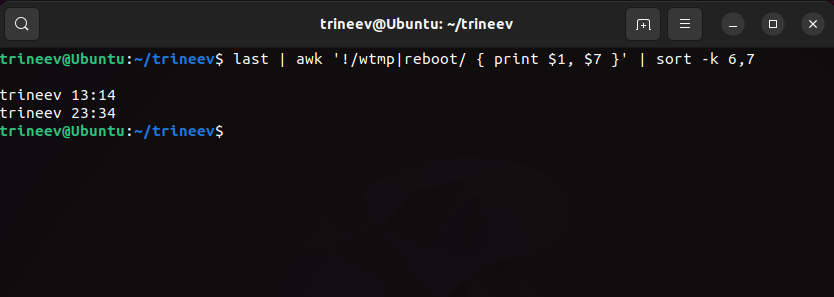 trineev@Ubuntu: ~/trineev
trineev@Ubuntu:~/trineev$ last | awk '!/wtmp|reboot/ { print $1, $7 }' | sort -k 6,7
trineev 13:14
trineev 23:34
trineev@Ubuntu:~/trineev$